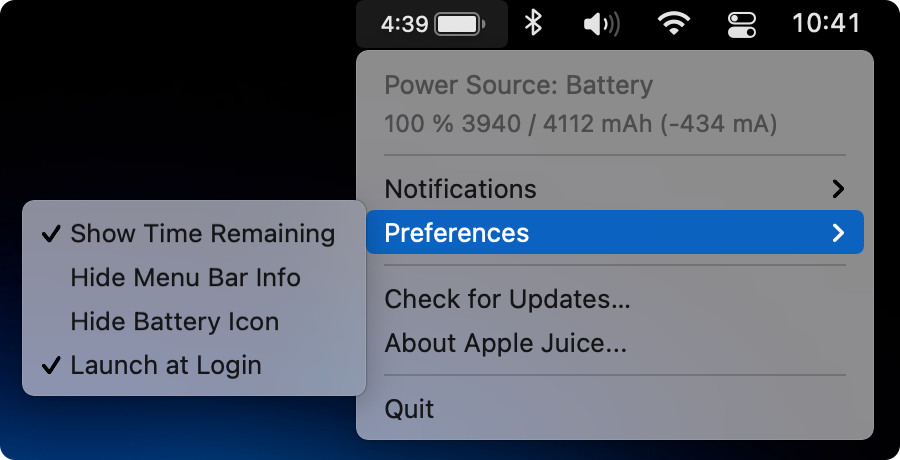 4:39
10:41
Power Source: Battery
100 % 3940 / 4112 mAh (-434 mA)
Notifications
Preferences
Show Time Remaining
Hide Menu Bar Info
Hide Battery Icon
Launch at Login
Check for Updates...
About Apple Juice...
Quit